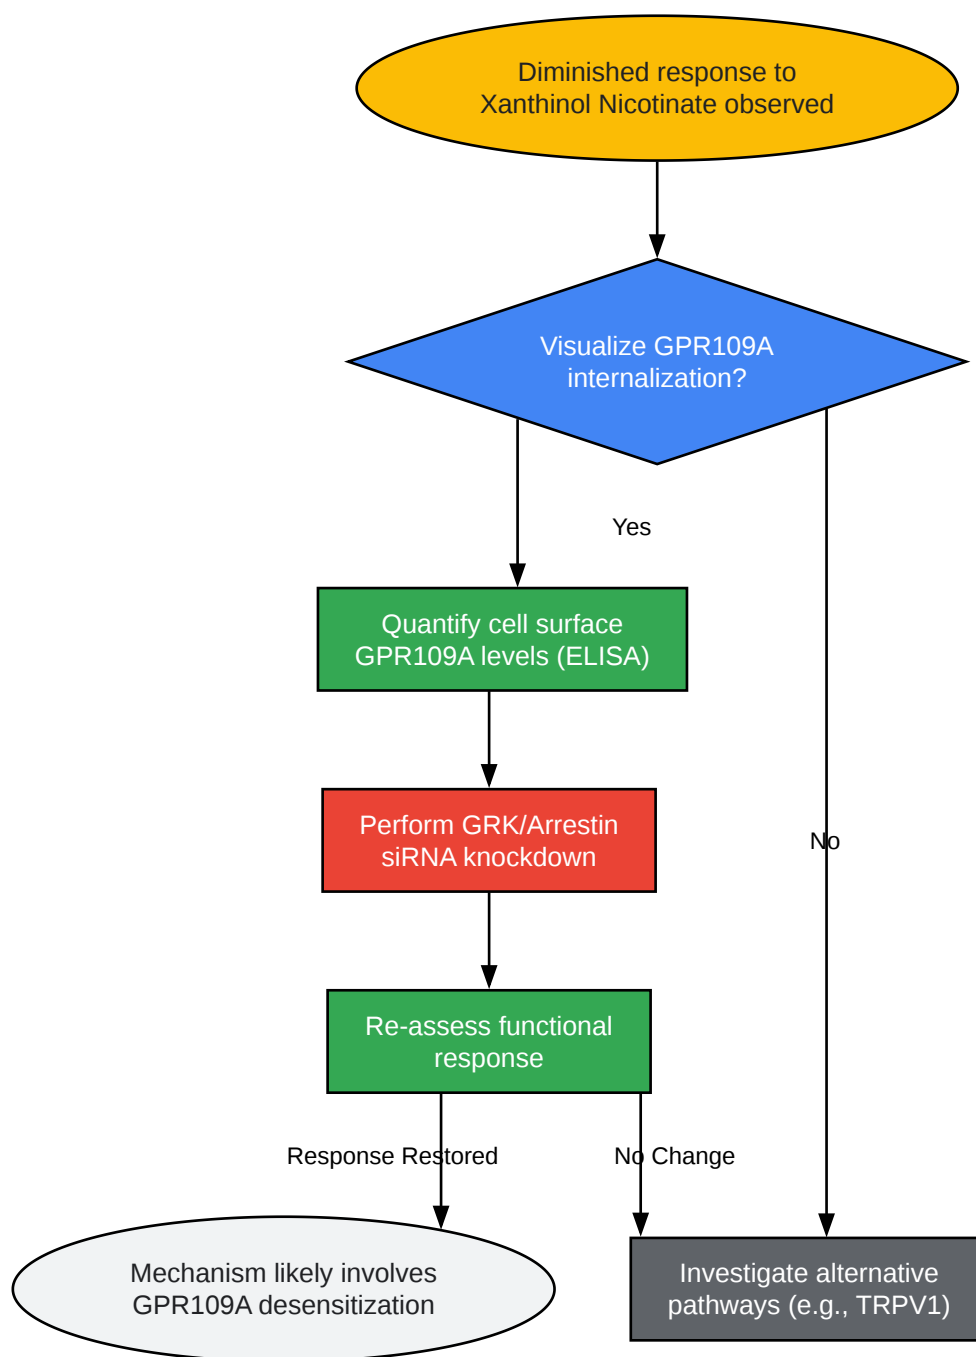 Diminished response to
Xanthinol Nicotinate observed
Visualize GPR109A
internalization?
Yes
Quantify cell surface
GPR109A levels (ELISA)
Perform GRK/Arrestin
siRNA knockdown
No
Re-assess functional
response
Response Restored
No Change
Mechanism likely involves
GPR109A desensitization
Investigate alternative
pathways (e.g., TRPV1)